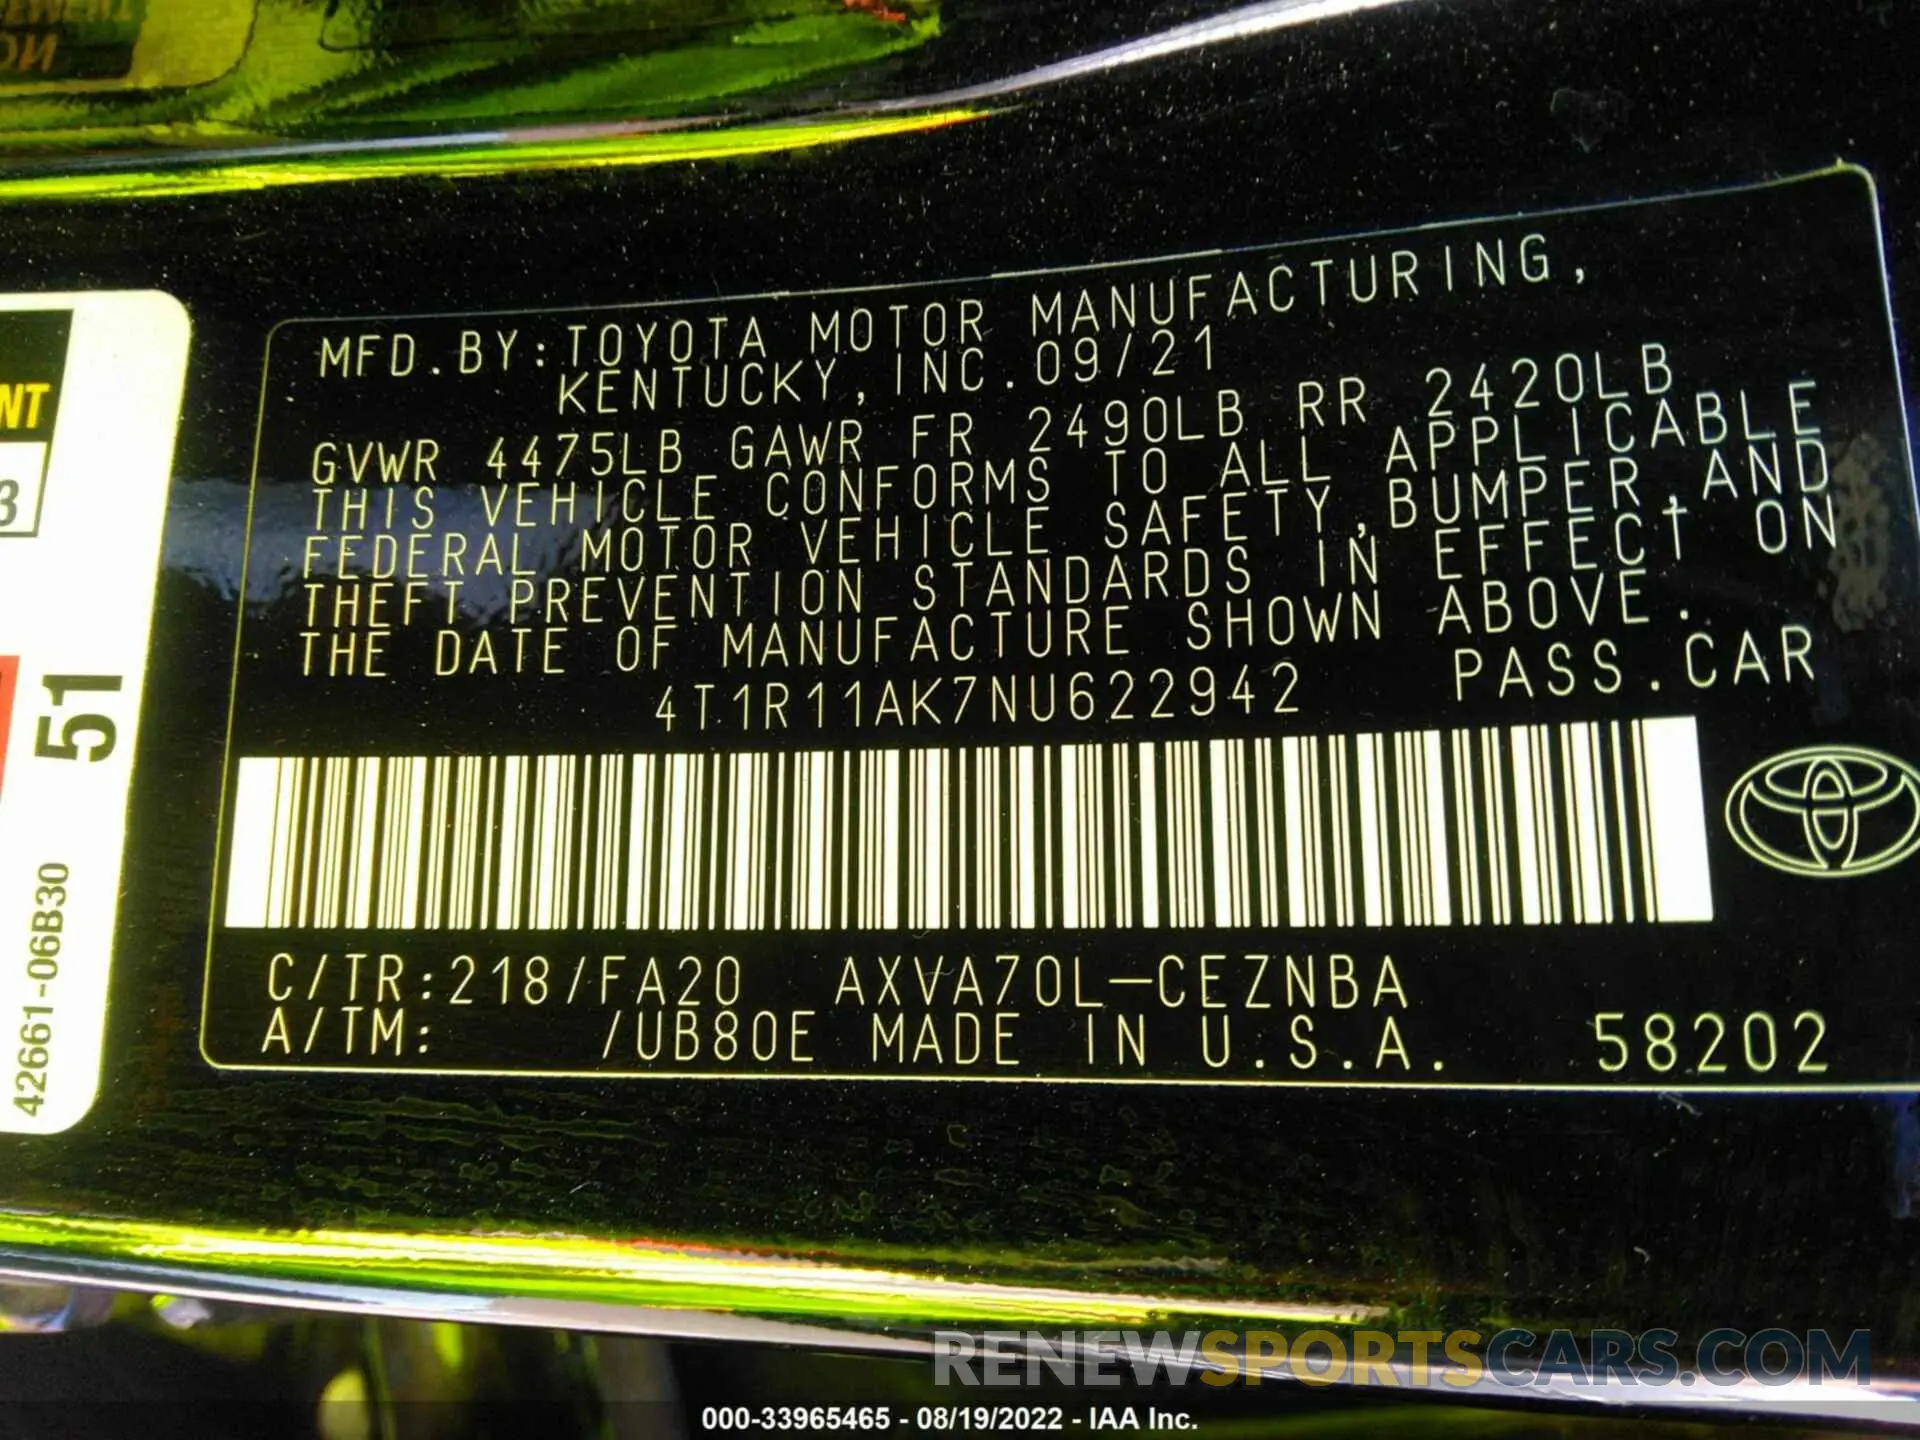 NT
3
51
42661-06B30
MFD.BY:TOYOTA MOTOR MANUFACTURING,
KENTUCKY, INC.09/21
GVWR 4475LB GAWR FR 2490LB RR 2420LB
THIS VEHICLE CONFORMS TO ALL APPLICABLE
FEDERAL MOTOR VEHICLE SAFETY,BUMPER,AND
THEFT PREVENTION STANDARDS IN EFFECT ON
THE DATE OF MANUFACTURE SHOWN ABOVE.
4T1R11AK7NU622942 PASS.CAR
C/TR:218/FA20 AXVA70L-CEZNBA
A/TM: /UB80E MADE IN U.S.A. 58202
RENEWSPORTSCARS.COM
000-33965465 - 08/19/2022 - IAA Inc.